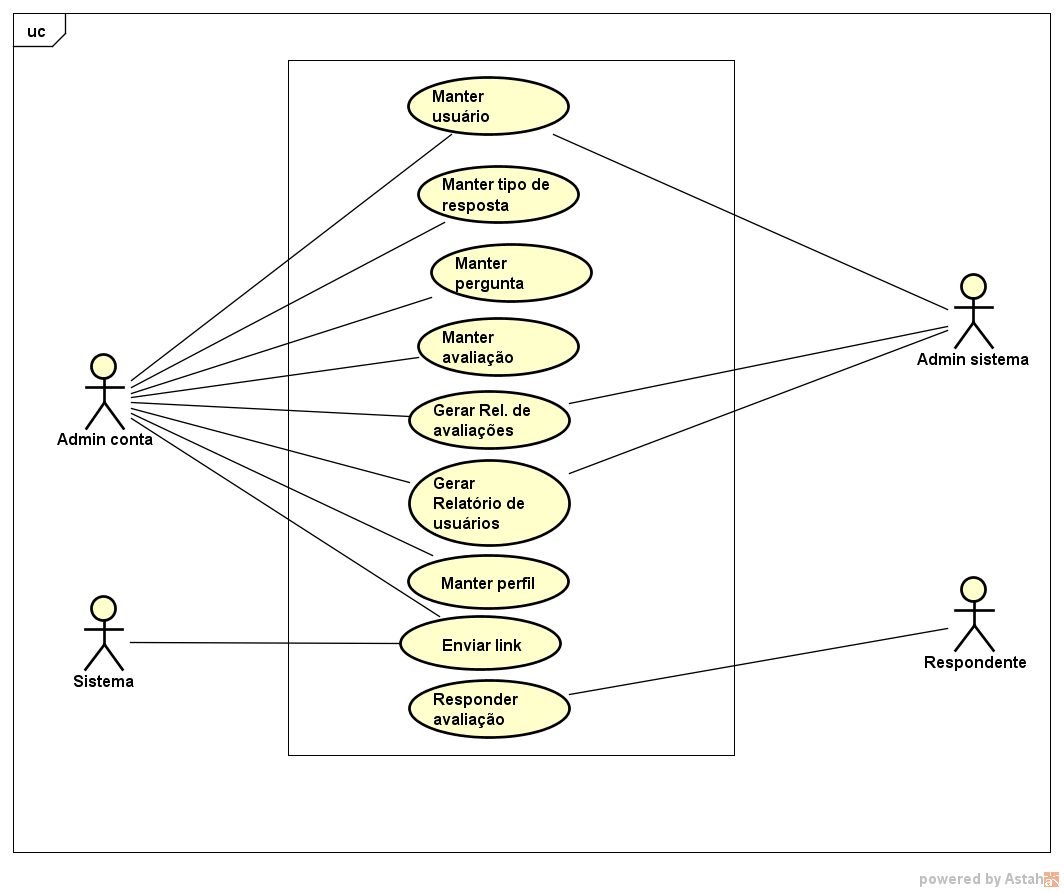 uc
Manter
usuário
Manter tipo de
resposta
Manter
pergunta
Manter
avaliação
Gerar Rel. de
avaliações
Gerar
Relatório de
usuários
Manter perfil
Enviar link
Responder
avaliação
Admin conta
Sistema
Admin sistema
Respondente
powered by Astah